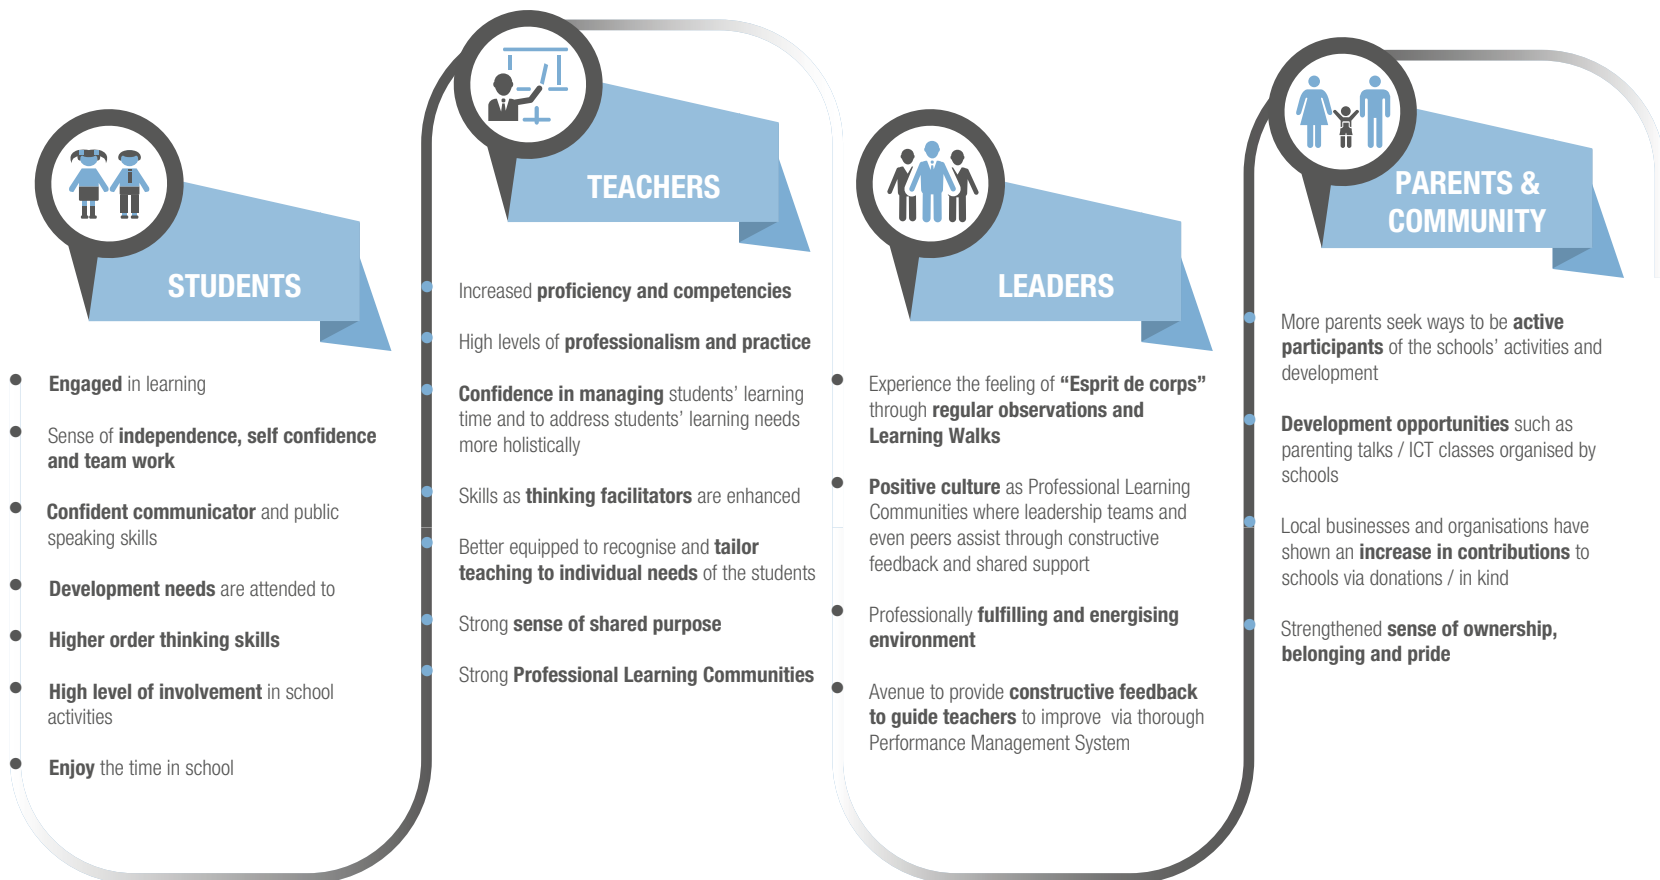 STUDENTS
Engaged in learning
Sense of independence, self confidence
and team work
Confident communicator and public
speaking skills
Development needs are attended to
Higher order thinking skills
High level of involvement in school
activities
Enjoy the time in school
TEACHERS
Increased proficiency and competencies
High levels of professionalism and practice
Confidence in managing students’ learning
time and to address students’ learning needs
more holistically
Skills as thinking facilitators are enhanced
Better equipped to recognise and tailor
teaching to individual needs of the students
Strong sense of shared purpose
Strong Professional Learning Communities
LEADERS
Experience the feeling of “Esprit de corps”
through regular observations and
Learning Walks
Positive culture as Professional Learning
Communities where leadership teams and
even peers assist through constructive
feedback and shared support
Professionally fulfilling and energising
environment
Avenue to provide constructive feedback
to guide teachers to improve via thorough
Performance Management System
PARENTS &
COMMUNITY
More parents seek ways to be active
participants of the schools’ activities and
development
Development opportunities such as
parenting talks / ICT classes organised by
schools
Local businesses and organisations have
shown an increase in contributions to
schools via donations / in kind
Strengthened sense of ownership,
belonging and pride